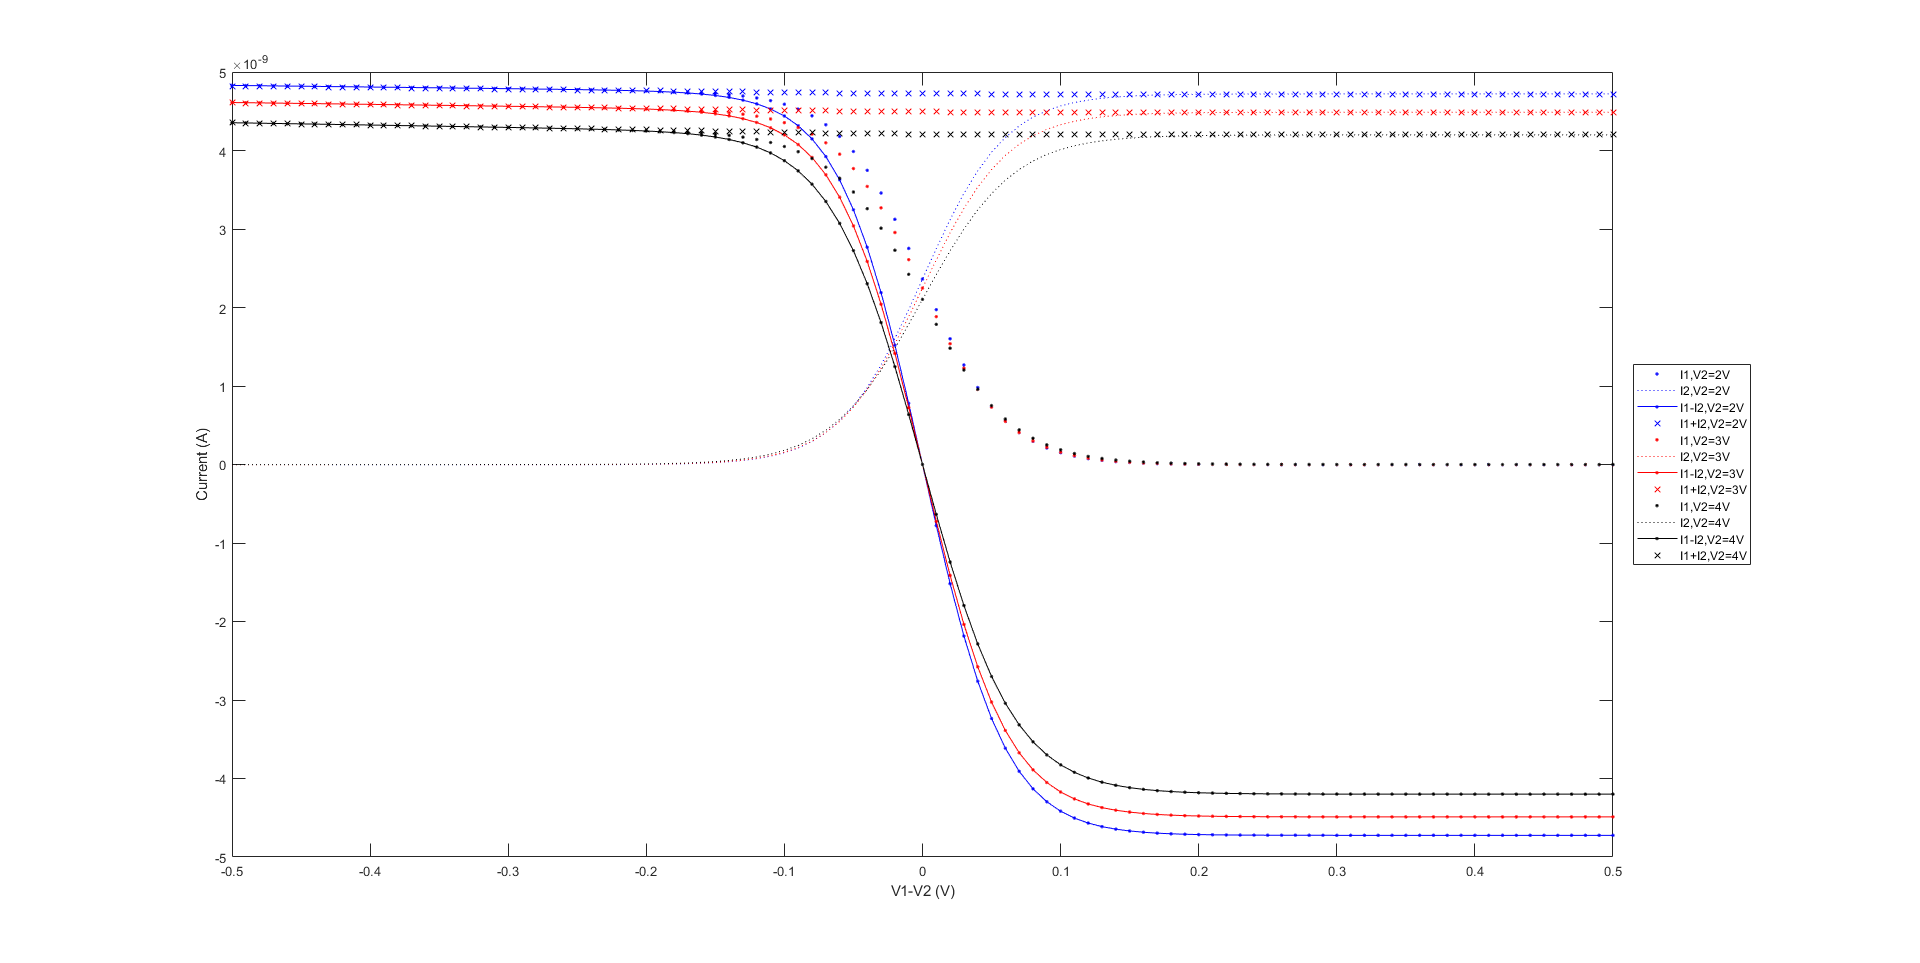 ×10-9
5
4
3
2
1
0
-1
-2
-3
-4
-5
Current (A)
-0.5 -0.4 -0.3 -0.2 -0.1 0 0.1 0.2 0.3 0.4 0.5
V1-V2 (V)
I1,V2=2V
I2,V2=2V
I1-I2,V2=2V
I1+I2,V2=2V
I1,V2=3V
I2,V2=3V
I1-I2,V2=3V
I1+I2,V2=3V
I1,V2=4V
I2,V2=4V
I1-I2,V2=4V
I1+I2,V2=4V